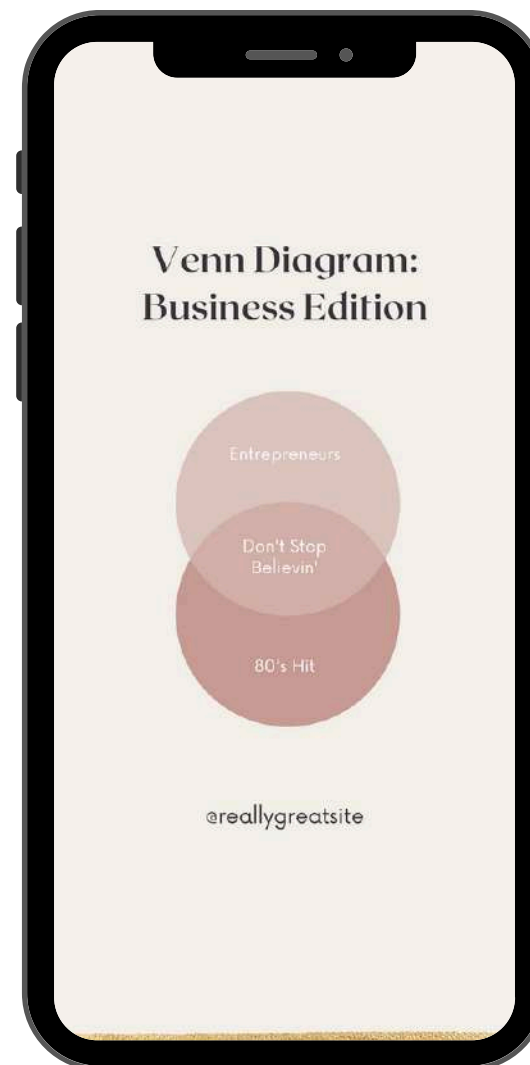 Venn Diagram:
Business Edition
Entrepreneurs
Don't Stop
Believin'
80's Hit
@reallygreatsite